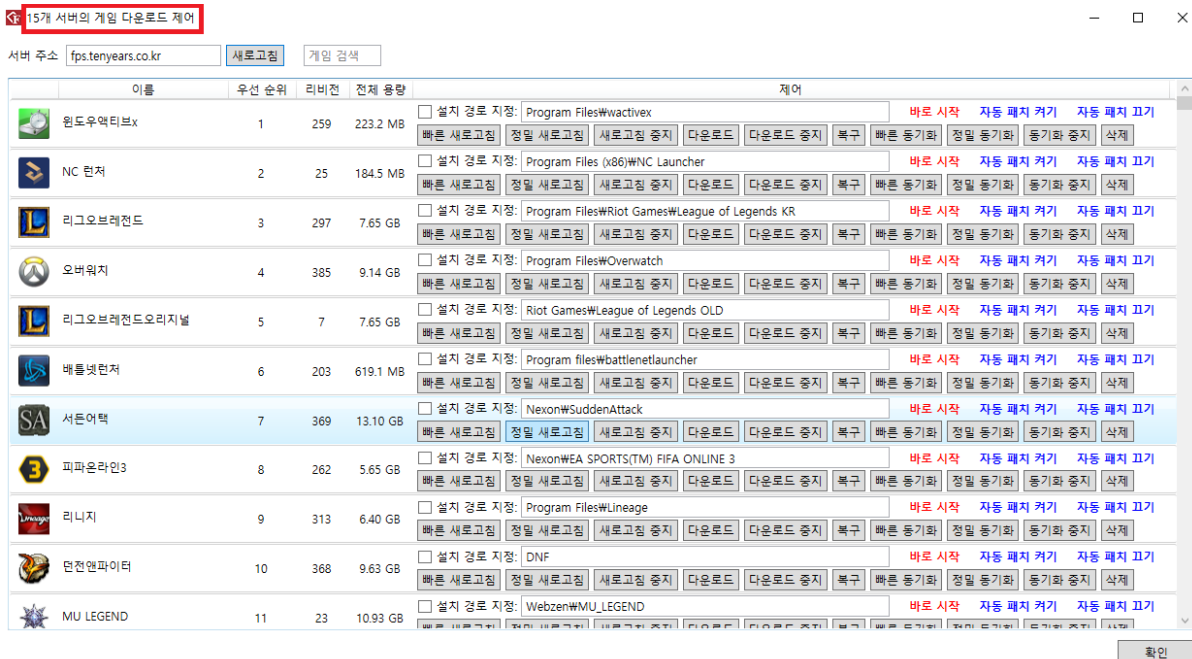 15개 서버의 게임 다운로드 제어
서버 주소 fps.tenyears.co.kr 새로고침 게임 검색
이름 우선 순위 리비전 전체 용량 제어
윈도우액티브x 1 259 223.2 MB 설치 경로 지정: Program Files₩wactivex 바로 시작 자동 패치 켜기 자동 패치 끄기
빠른 새로고침 정밀 새로고침 새로고침 중지 다운로드 다운로드 중지 복구 빠른 동기화 정밀 동기화 동기화 중지 삭제
NC 런처 2 25 184.5 MB 설치 경로 지정: Program Files (x86)₩NC Launcher 바로 시작 자동 패치 켜기 자동 패치 끄기
빠른 새로고침 정밀 새로고침 새로고침 중지 다운로드 다운로드 중지 복구 빠른 동기화 정밀 동기화 동기화 중지 삭제
리그오브레전드 3 297 7.65 GB 설치 경로 지정: Program Files₩Riot Games₩League of Legends KR 바로 시작 자동 패치 켜기 자동 패치 끄기
빠른 새로고침 정밀 새로고침 새로고침 중지 다운로드 다운로드 중지 복구 빠른 동기화 정밀 동기화 동기화 중지 삭제
오버워치 4 385 9.14 GB 설치 경로 지정: Program Files₩Overwatch 바로 시작 자동 패치 켜기 자동 패치 끄기
빠른 새로고침 정밀 새로고침 새로고침 중지 다운로드 다운로드 중지 복구 빠른 동기화 정밀 동기화 동기화 중지 삭제
리그오브레전드오리지널 5 7 7.65 GB 설치 경로 지정: Riot Games₩League of Legends OLD 바로 시작 자동 패치 켜기 자동 패치 끄기
빠른 새로고침 정밀 새로고침 새로고침 중지 다운로드 다운로드 중지 복구 빠른 동기화 정밀 동기화 동기화 중지 삭제
배틀넷런처 6 203 619.1 MB 설치 경로 지정: Program files₩battlenetlauncher 바로 시작 자동 패치 켜기 자동 패치 끄기
빠른 새로고침 정밀 새로고침 새로고침 중지 다운로드 다운로드 중지 복구 빠른 동기화 정밀 동기화 동기화 중지 삭제
SA 서든어택 7 369 13.10 GB 설치 경로 지정: Nexon₩SuddenAttack 바로 시작 자동 패치 켜기 자동 패치 끄기
빠른 새로고침 정밀 새로고침 새로고침 중지 다운로드 다운로드 중지 복구 빠른 동기화 정밀 동기화 동기화 중지 삭제
3 피파온라인3 8 262 5.65 GB 설치 경로 지정: Nexon₩EA SPORTS(TM) FIFA ONLINE 3 바로 시작 자동 패치 켜기 자동 패치 끄기
빠른 새로고침 정밀 새로고침 새로고침 중지 다운로드 다운로드 중지 복구 빠른 동기화 정밀 동기화 동기화 중지 삭제
Lineage 리니지 9 313 6.40 GB 설치 경로 지정: Program Files₩Lineage 바로 시작 자동 패치 켜기 자동 패치 끄기
빠른 새로고침 정밀 새로고침 새로고침 중지 다운로드 다운로드 중지 복구 빠른 동기화 정밀 동기화 동기화 중지 삭제
던전앤파이터 10 368 9.63 GB 설치 경로 지정: DNF 바로 시작 자동 패치 켜기 자동 패치 끄기
빠른 새로고침 정밀 새로고침 새로고침 중지 다운로드 다운로드 중지 복구 빠른 동기화 정밀 동기화 동기화 중지 삭제
MU LEGEND 11 23 10.93 GB 설치 경로 지정: Webzen₩MU_LEGEND 바로 시작 자동 패치 켜기 자동 패치 끄기
확인